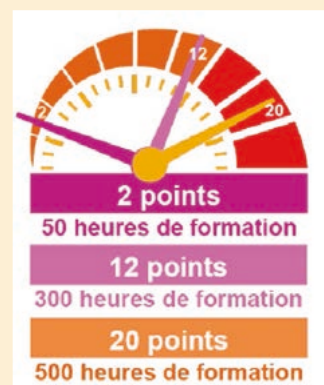 2
12
20
2 points
50 heures de formation
12 points
300 heures de formation
20 points
500 heures de formation